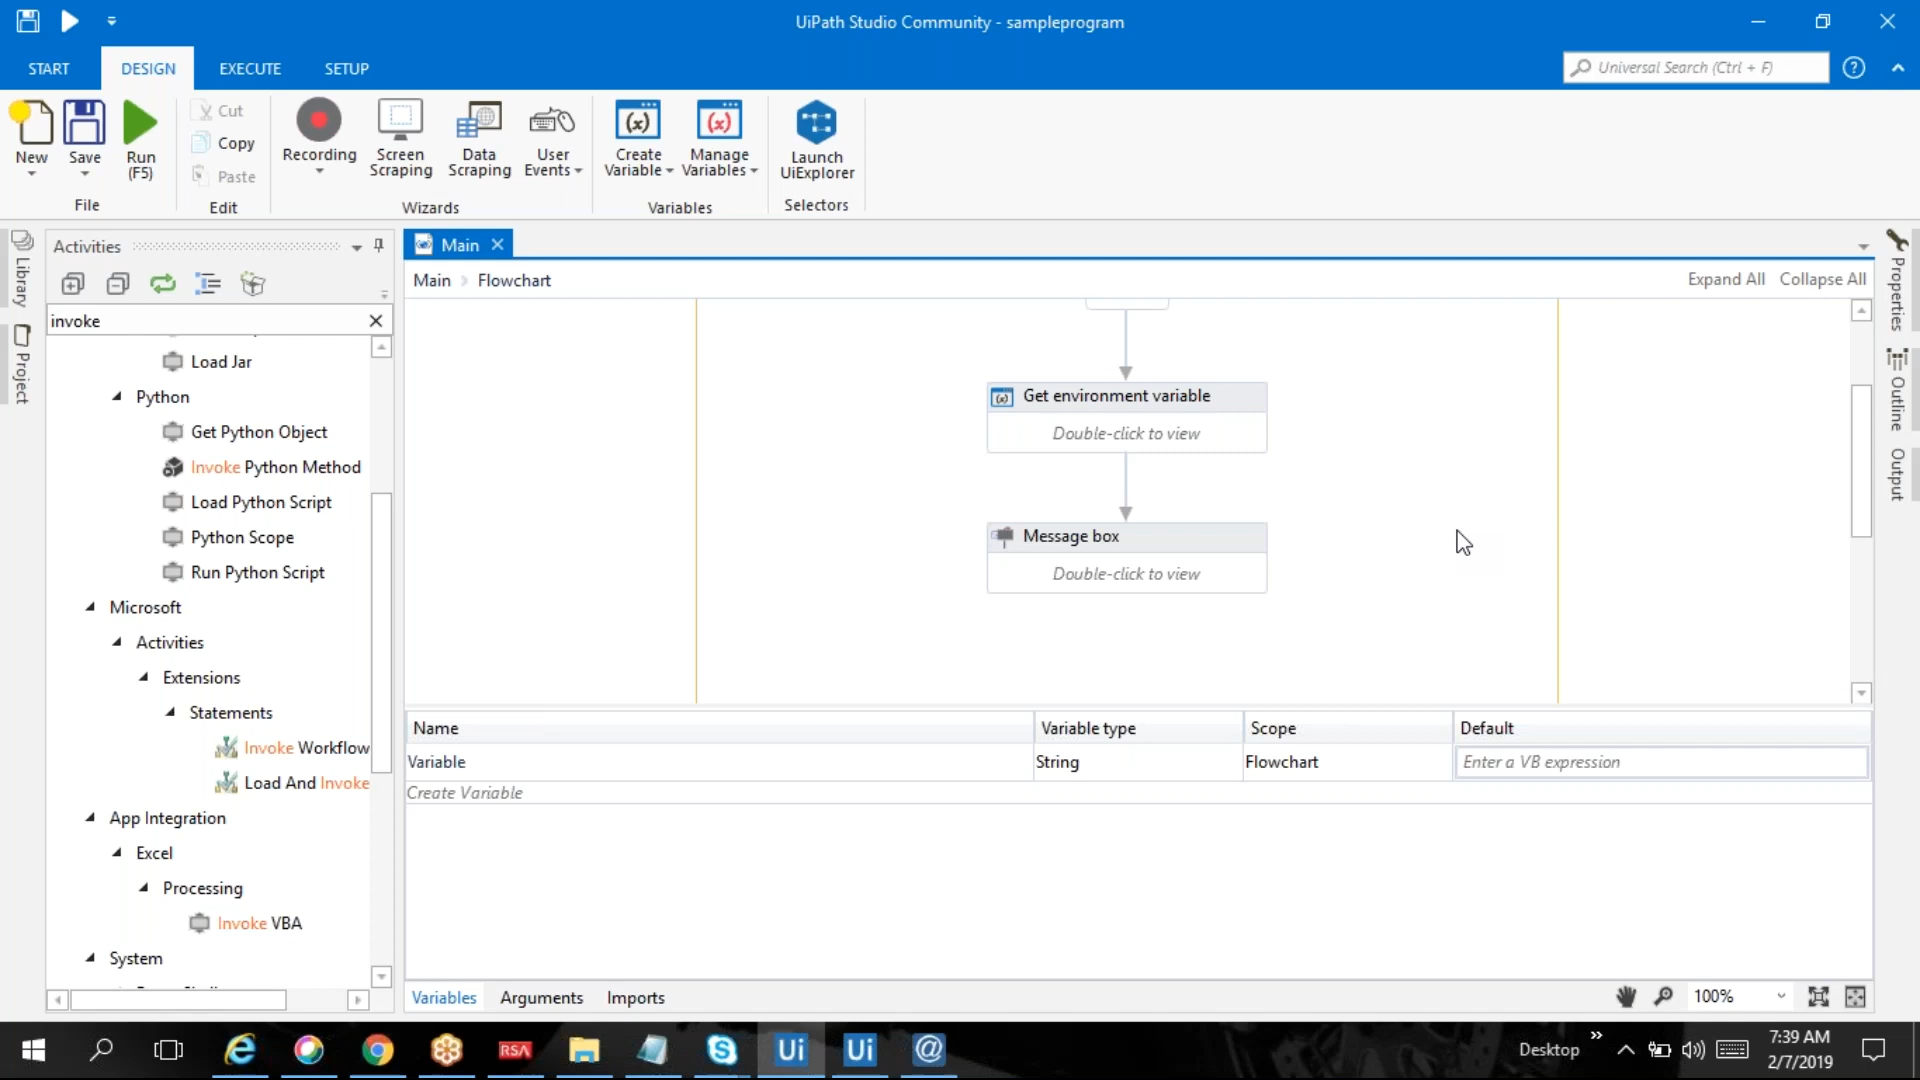 UiPath Studio Community - sampleprogram
START DESIGN EXECUTE SETUP
Universal Search (Ctrl + F)
New
Save
Run
(F5)
File
Cut
Copy
Paste
Edit
Recording
Screen
Scraping
Data
Scraping
User
Events
Wizards
Create
Variable
Manage
Variables
Variables
Launch
UiExplorer
Selectors
Library
Project
Activities
invoke
Load Jar
Python
Get Python Object
Invoke Python Method
Load Python Script
Python Scope
Run Python Script
Microsoft
Activities
Extensions
Statements
Invoke Workflow
Load And Invoke
App Integration
Excel
Processing
Invoke VBA
System
Main
Main Flowchart
Expand All Collapse All
Get environment variable
Double-click to view
Message box
Double-click to view
Name Variable type Scope Default
Variable String Flowchart Enter a VB expression
Create Variable
Variables Arguments Imports
100%
Properties
Outline
Output
RSA
Ui
Ui
@
Desktop
7:39 AM
2/7/2019